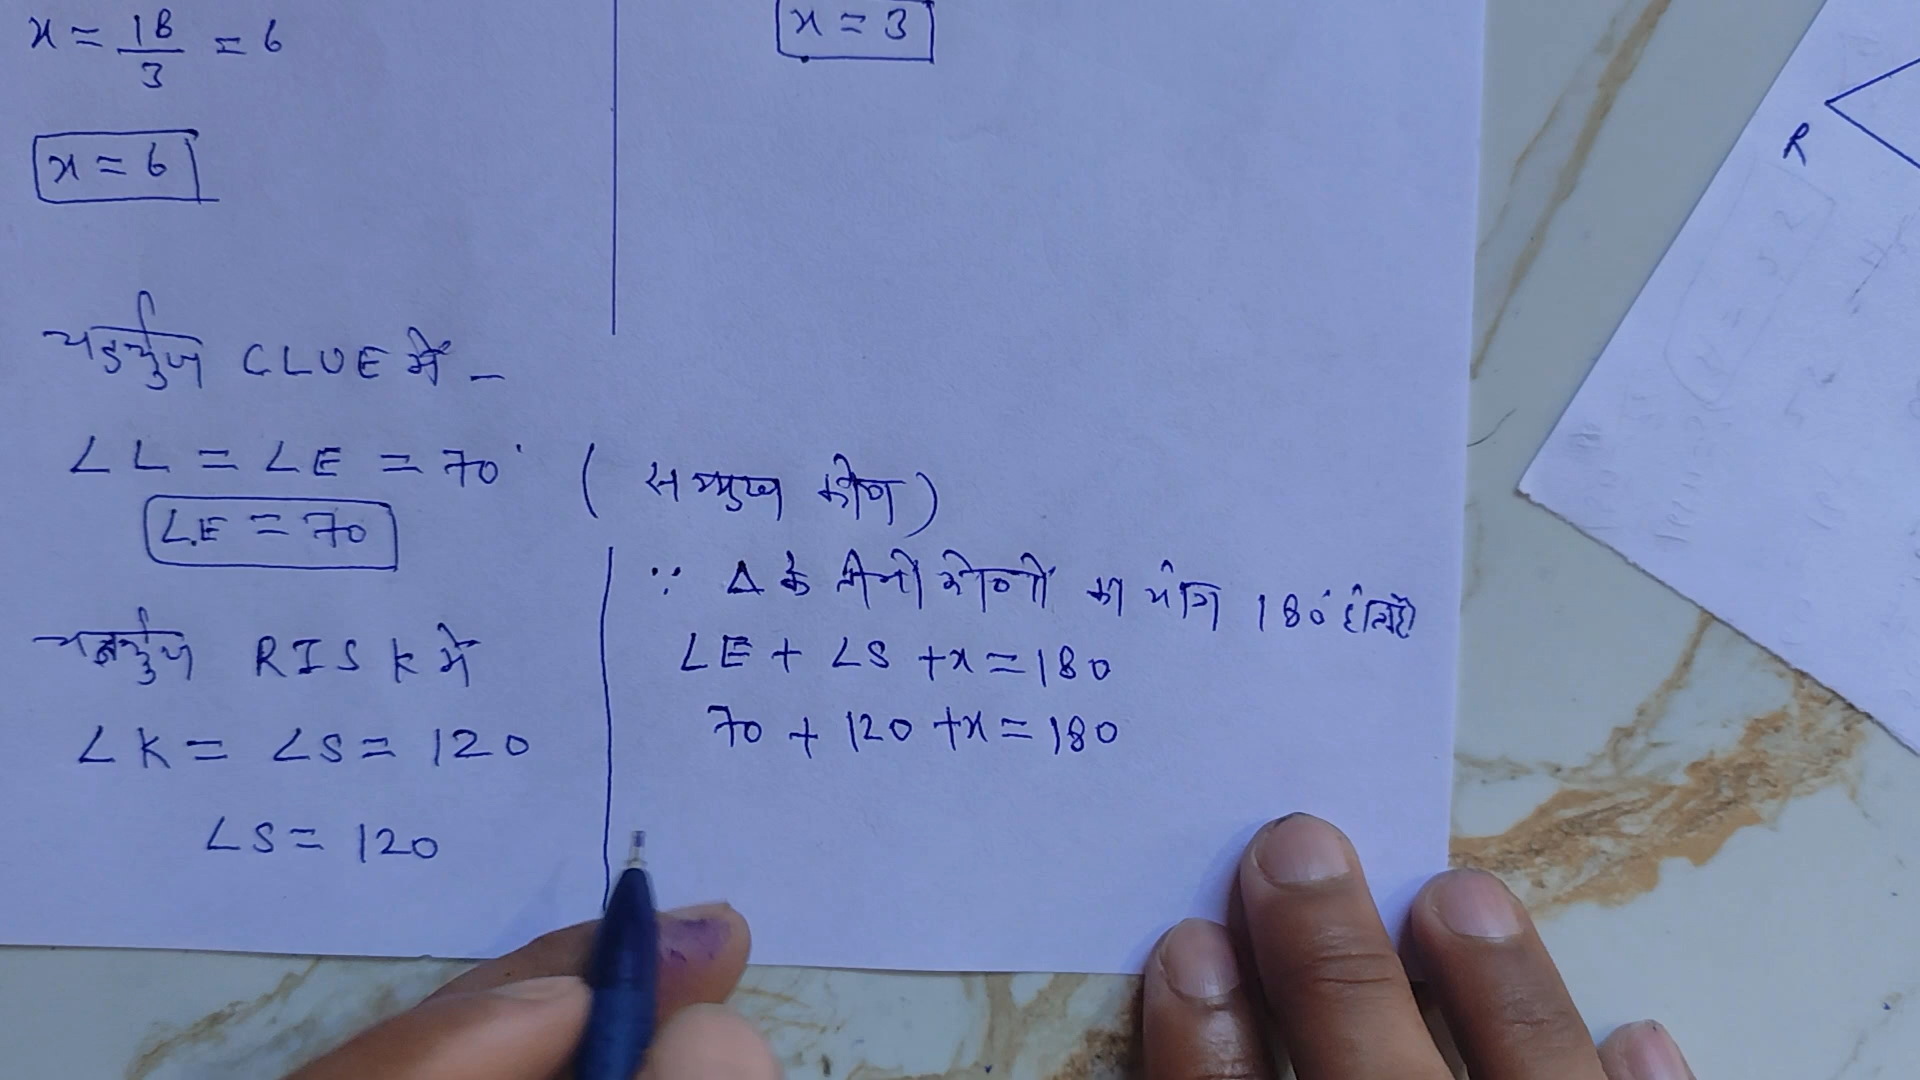 x = 18/3 = 6
x = 6
x = 3
चतुर्भुज CLUE में –
∠L = ∠E = 70° (सम्मुख कोण)
∠E = 70
चतुर्भुज RISK में
∠K = ∠S = 120
∠S = 120
∵ Δ के तीनों कोणों का योग 180° होता है
∠E + ∠S + x = 180
70 + 120 + x = 180
R